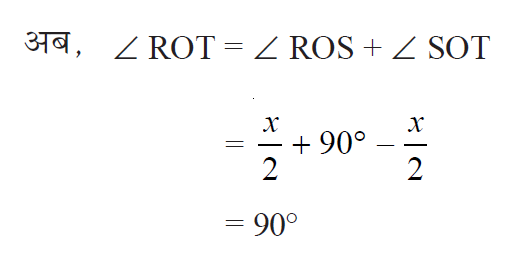 अब, ∠ ROT = ∠ ROS + ∠ SOT
= x/2 + 90° – x/2
= 90°